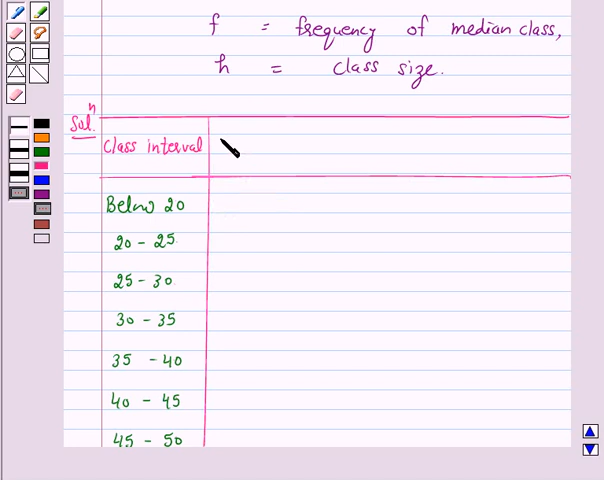 f = frequency of median class,
h = class size.
Solⁿ.
Class interval
Below 20
20 - 25
25 - 30
30 - 35
35 - 40
40 - 45
45 - 50